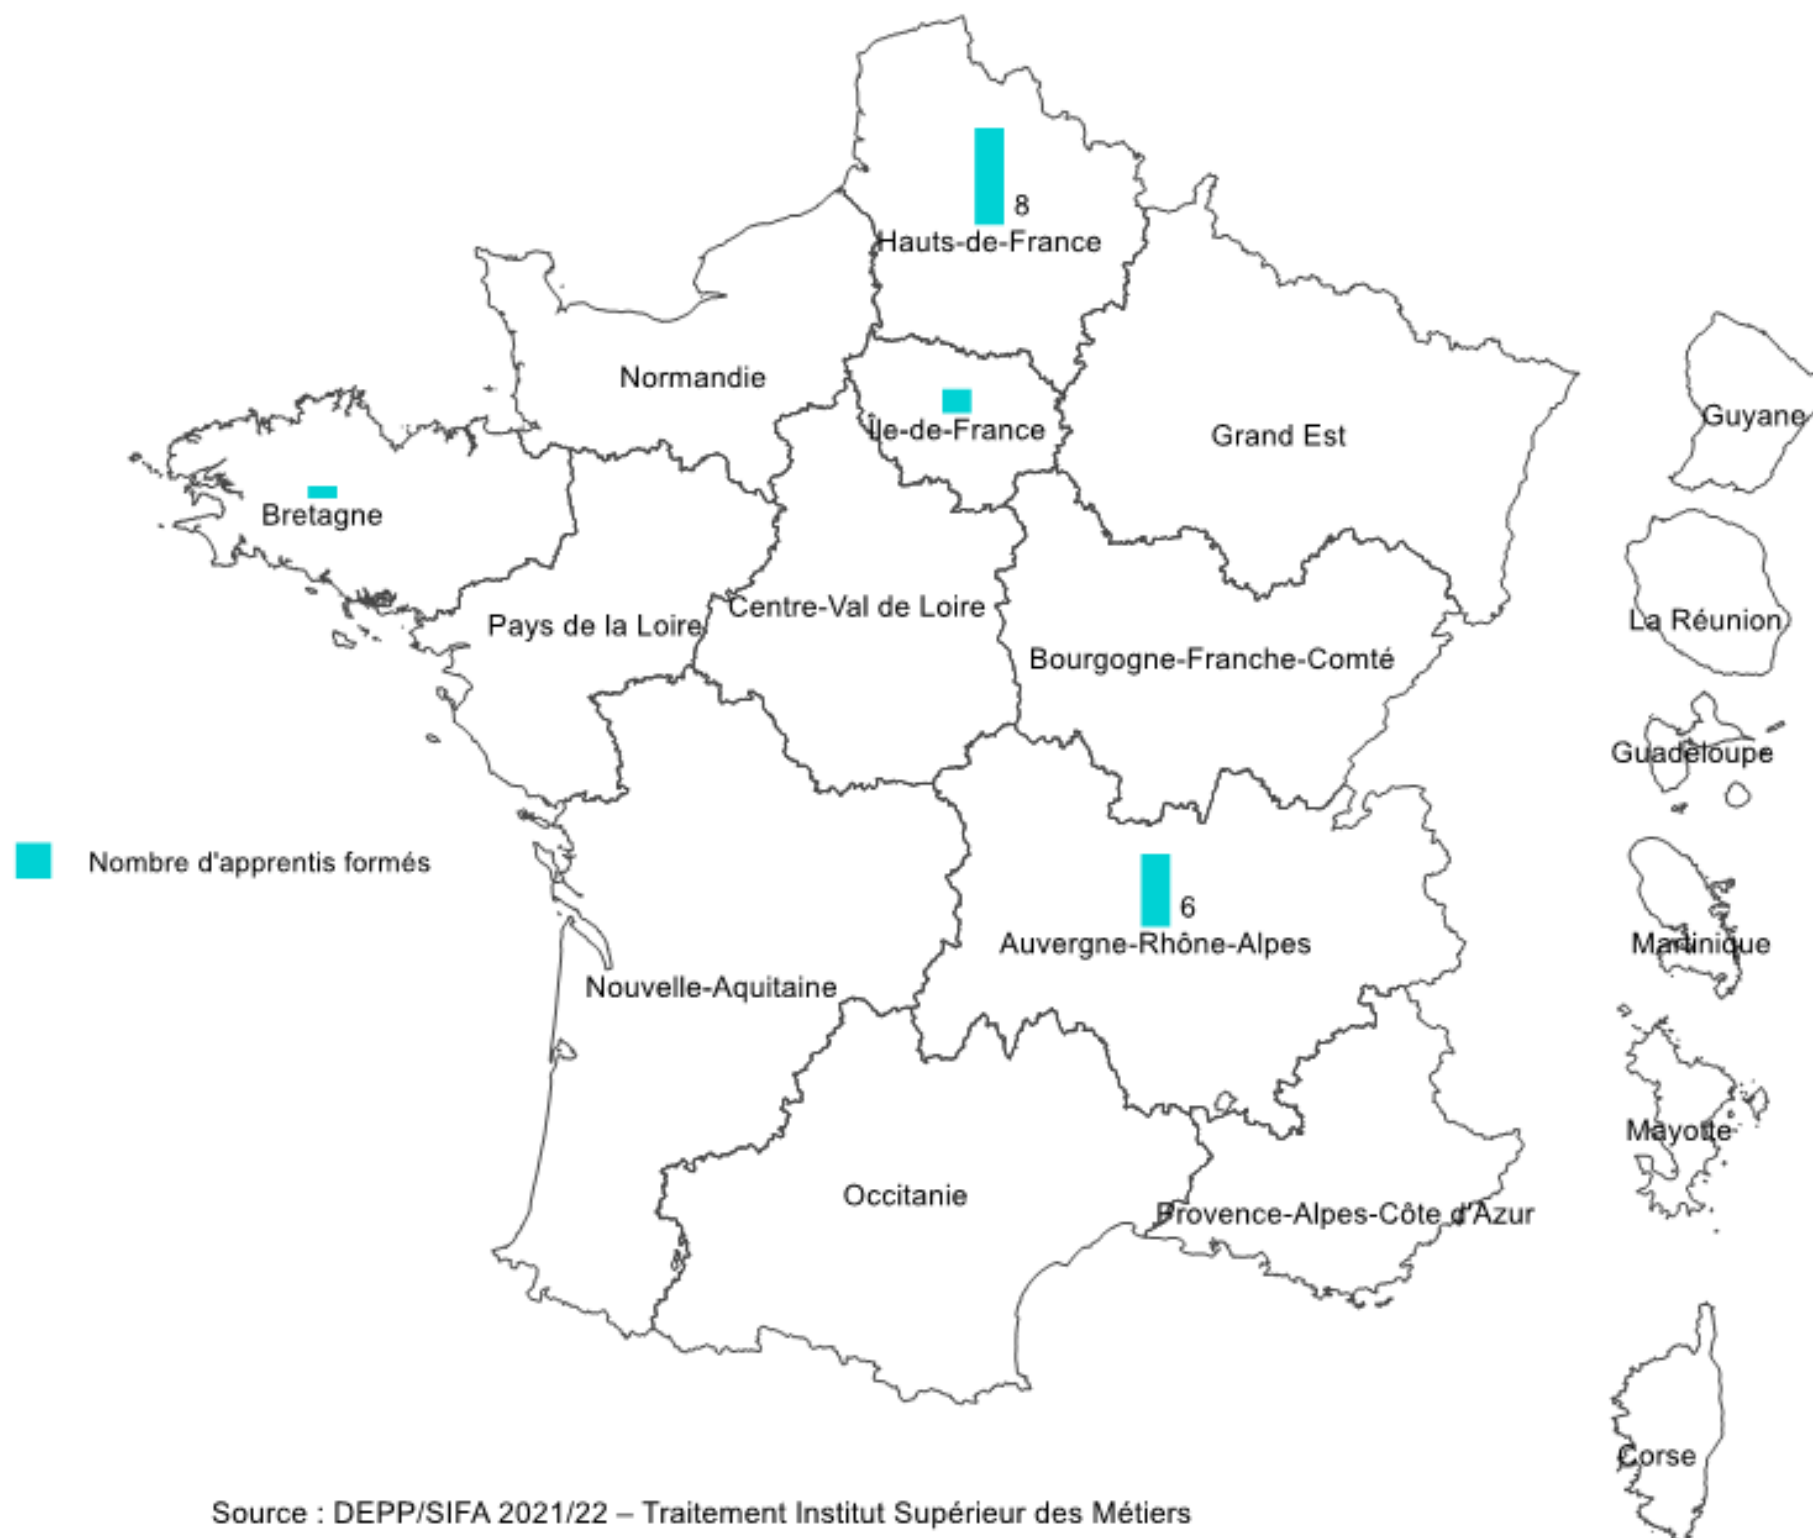 8
Hauts-de-France
Normandie
Île-de-France
Grand Est
Guyane
Bretagne
Centre-Val de Loire
Pays de la Loire
La Réunion
Bourgogne-Franche-Comté
Guadeloupe
Nombre d'apprentis formés
6
Auvergne-Rhône-Alpes
Martinique
Nouvelle-Aquitaine
Mayotte
Occitanie
Provence-Alpes-Côte d'Azur
Corse
Source : DEPP/SIFA 2021/22 – Traitement Institut Supérieur des Métiers